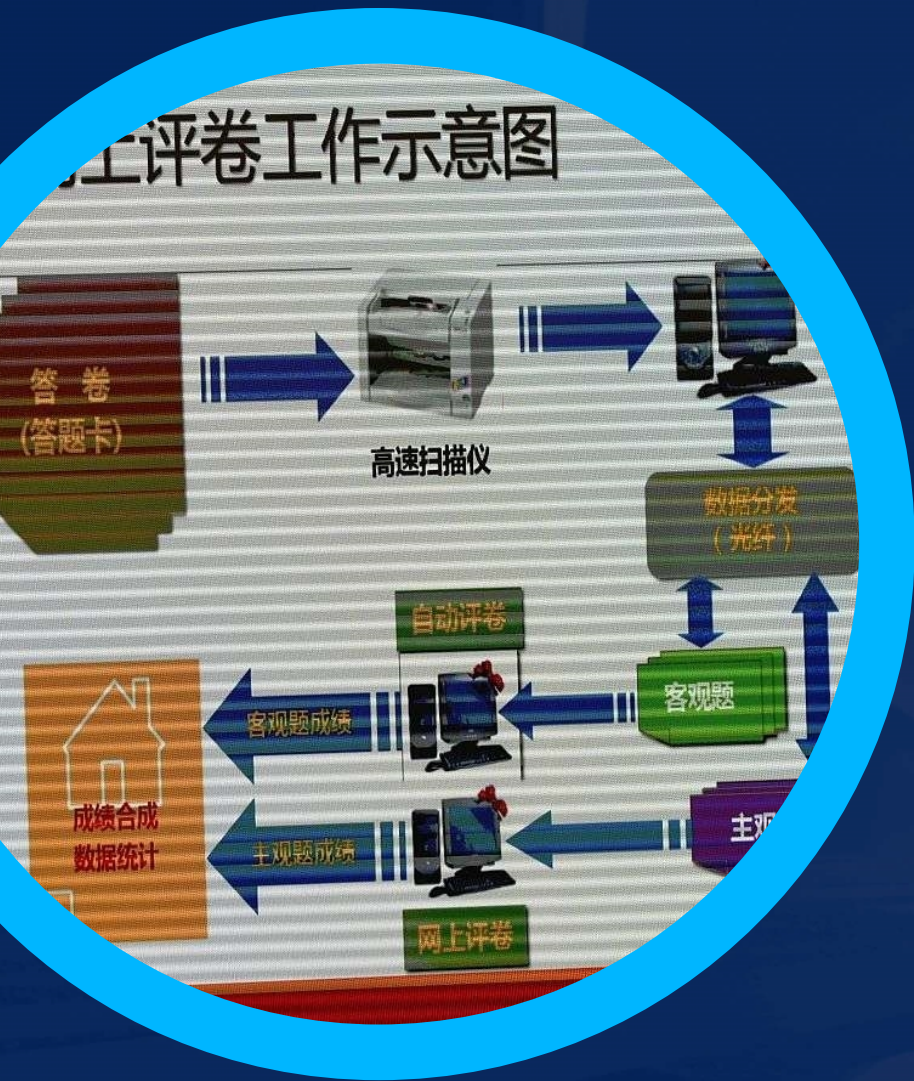 上评卷工作示意图
答 卷
(答题卡)
高速扫描仪
数据分发
（光纤）
自动评卷
客观题
客观题成绩
成绩合成
数据统计
主观题成绩
主观
网上评卷